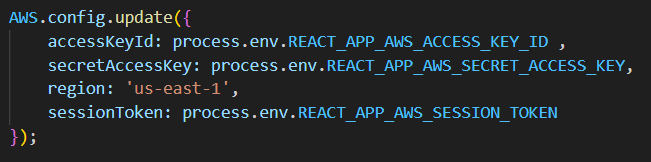 AWS.config.update({
    accessKeyId: process.env.REACT_APP_AWS_ACCESS_KEY_ID ,
    secretAccessKey: process.env.REACT_APP_AWS_SECRET_ACCESS_KEY,
    region: 'us-east-1',
    sessionToken: process.env.REACT_APP_AWS_SESSION_TOKEN
});